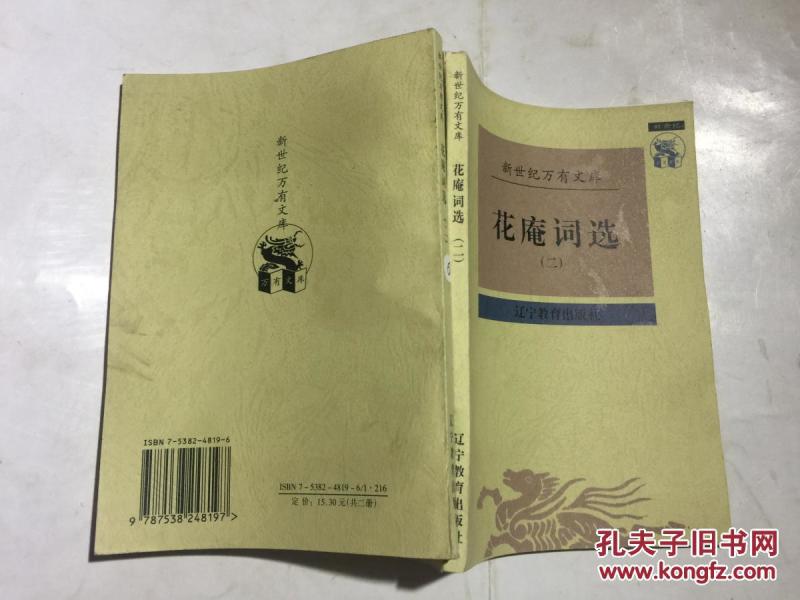 新世纪万有文库
万有文库
ISBN 7-5382-4819-6
9 787538 248197>
ISBN 7－5382－4819－6/I·216
定价：15.30元(共二册)
新世纪万有文库
花庵词选
(二)
辽宁教育出版社
新世纪
新世纪万有文库
花庵词选
(二)
辽宁教育出版社
孔夫子旧书网
www.kongfz.com